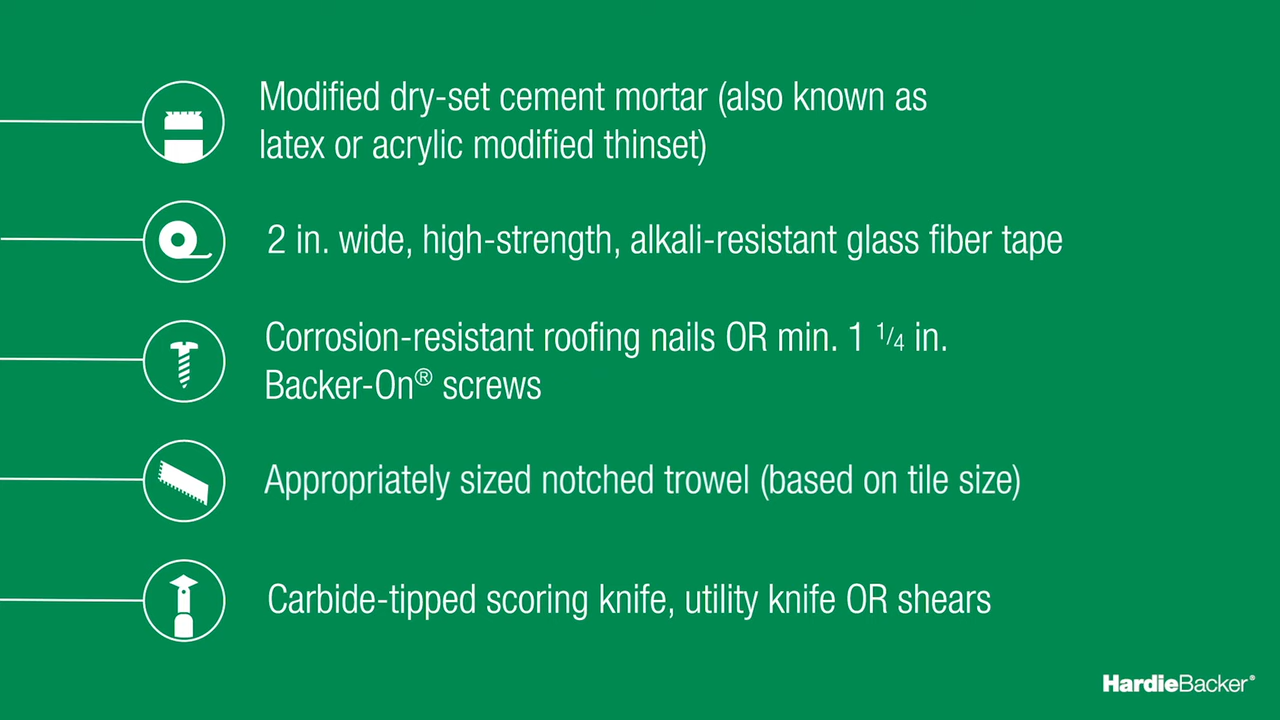 Modified dry-set cement mortar (also known as
latex or acrylic modified thinset)
2 in. wide, high-strength, alkali-resistant glass fiber tape
Corrosion-resistant roofing nails OR min. 1 1/4 in.
Backer-On® screws
Appropriately sized notched trowel (based on tile size)
Carbide-tipped scoring knife, utility knife OR shears
HardieBacker®